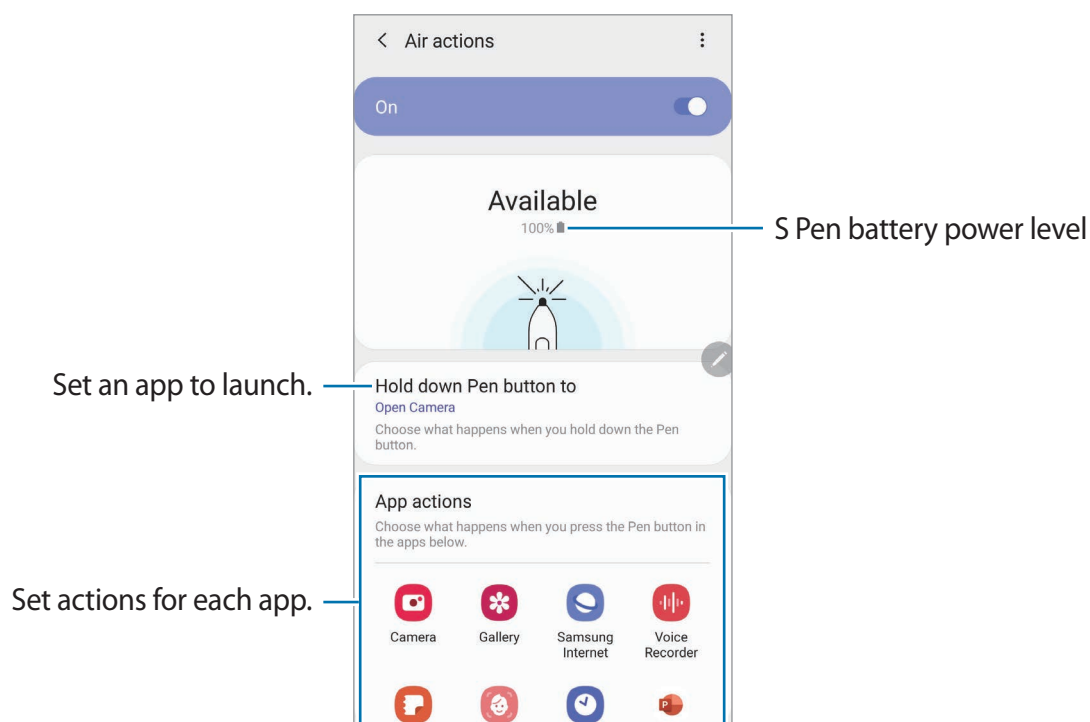 Air actions
On
Available
100%
S Pen battery power level
Set an app to launch.
Hold down Pen button to
Open Camera
Choose what happens when you hold down the Pen
button.
App actions
Choose what happens when you press the Pen button in
the apps below.
Set actions for each app.
Camera
Gallery
Samsung
Internet
Voice
Recorder
P